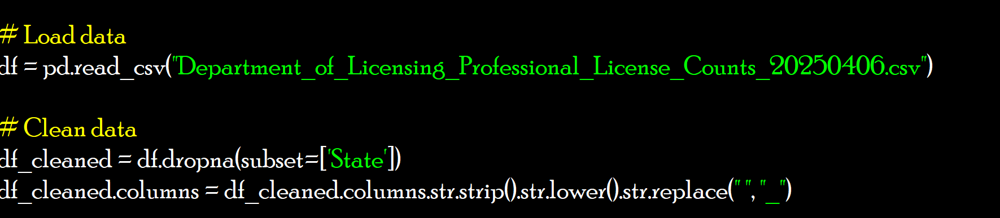 # Load data
df = pd.read_csv("Department_of_Licensing_Professional_License_Counts_20250406.csv")
# Clean data
df_cleaned = df.dropna(subset=['State'])
df_cleaned.columns = df_cleaned.columns.str.strip().str.lower().str.replace(" ", "_")